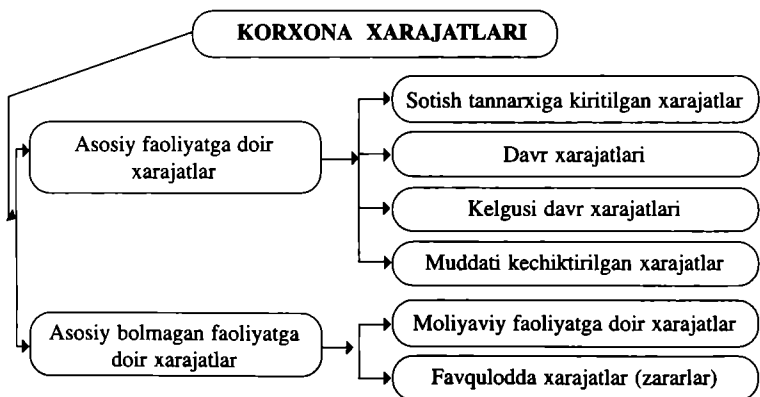 KORXONA XARAJATLARI
Asosiy faoliyatga doir
xarajatlar
Sotish tannarxiga kiritilgan xarajatlar
Davr xarajatlari
Kelgusi davr xarajatlari
Muddati kechiktirilgan xarajatlar
Asosiy bolmagan faoliyatga
doir xarajatlar
Moliyaviy faoliyatga doir xarajatlar
Favqulodda xarajatlar (zararlar)